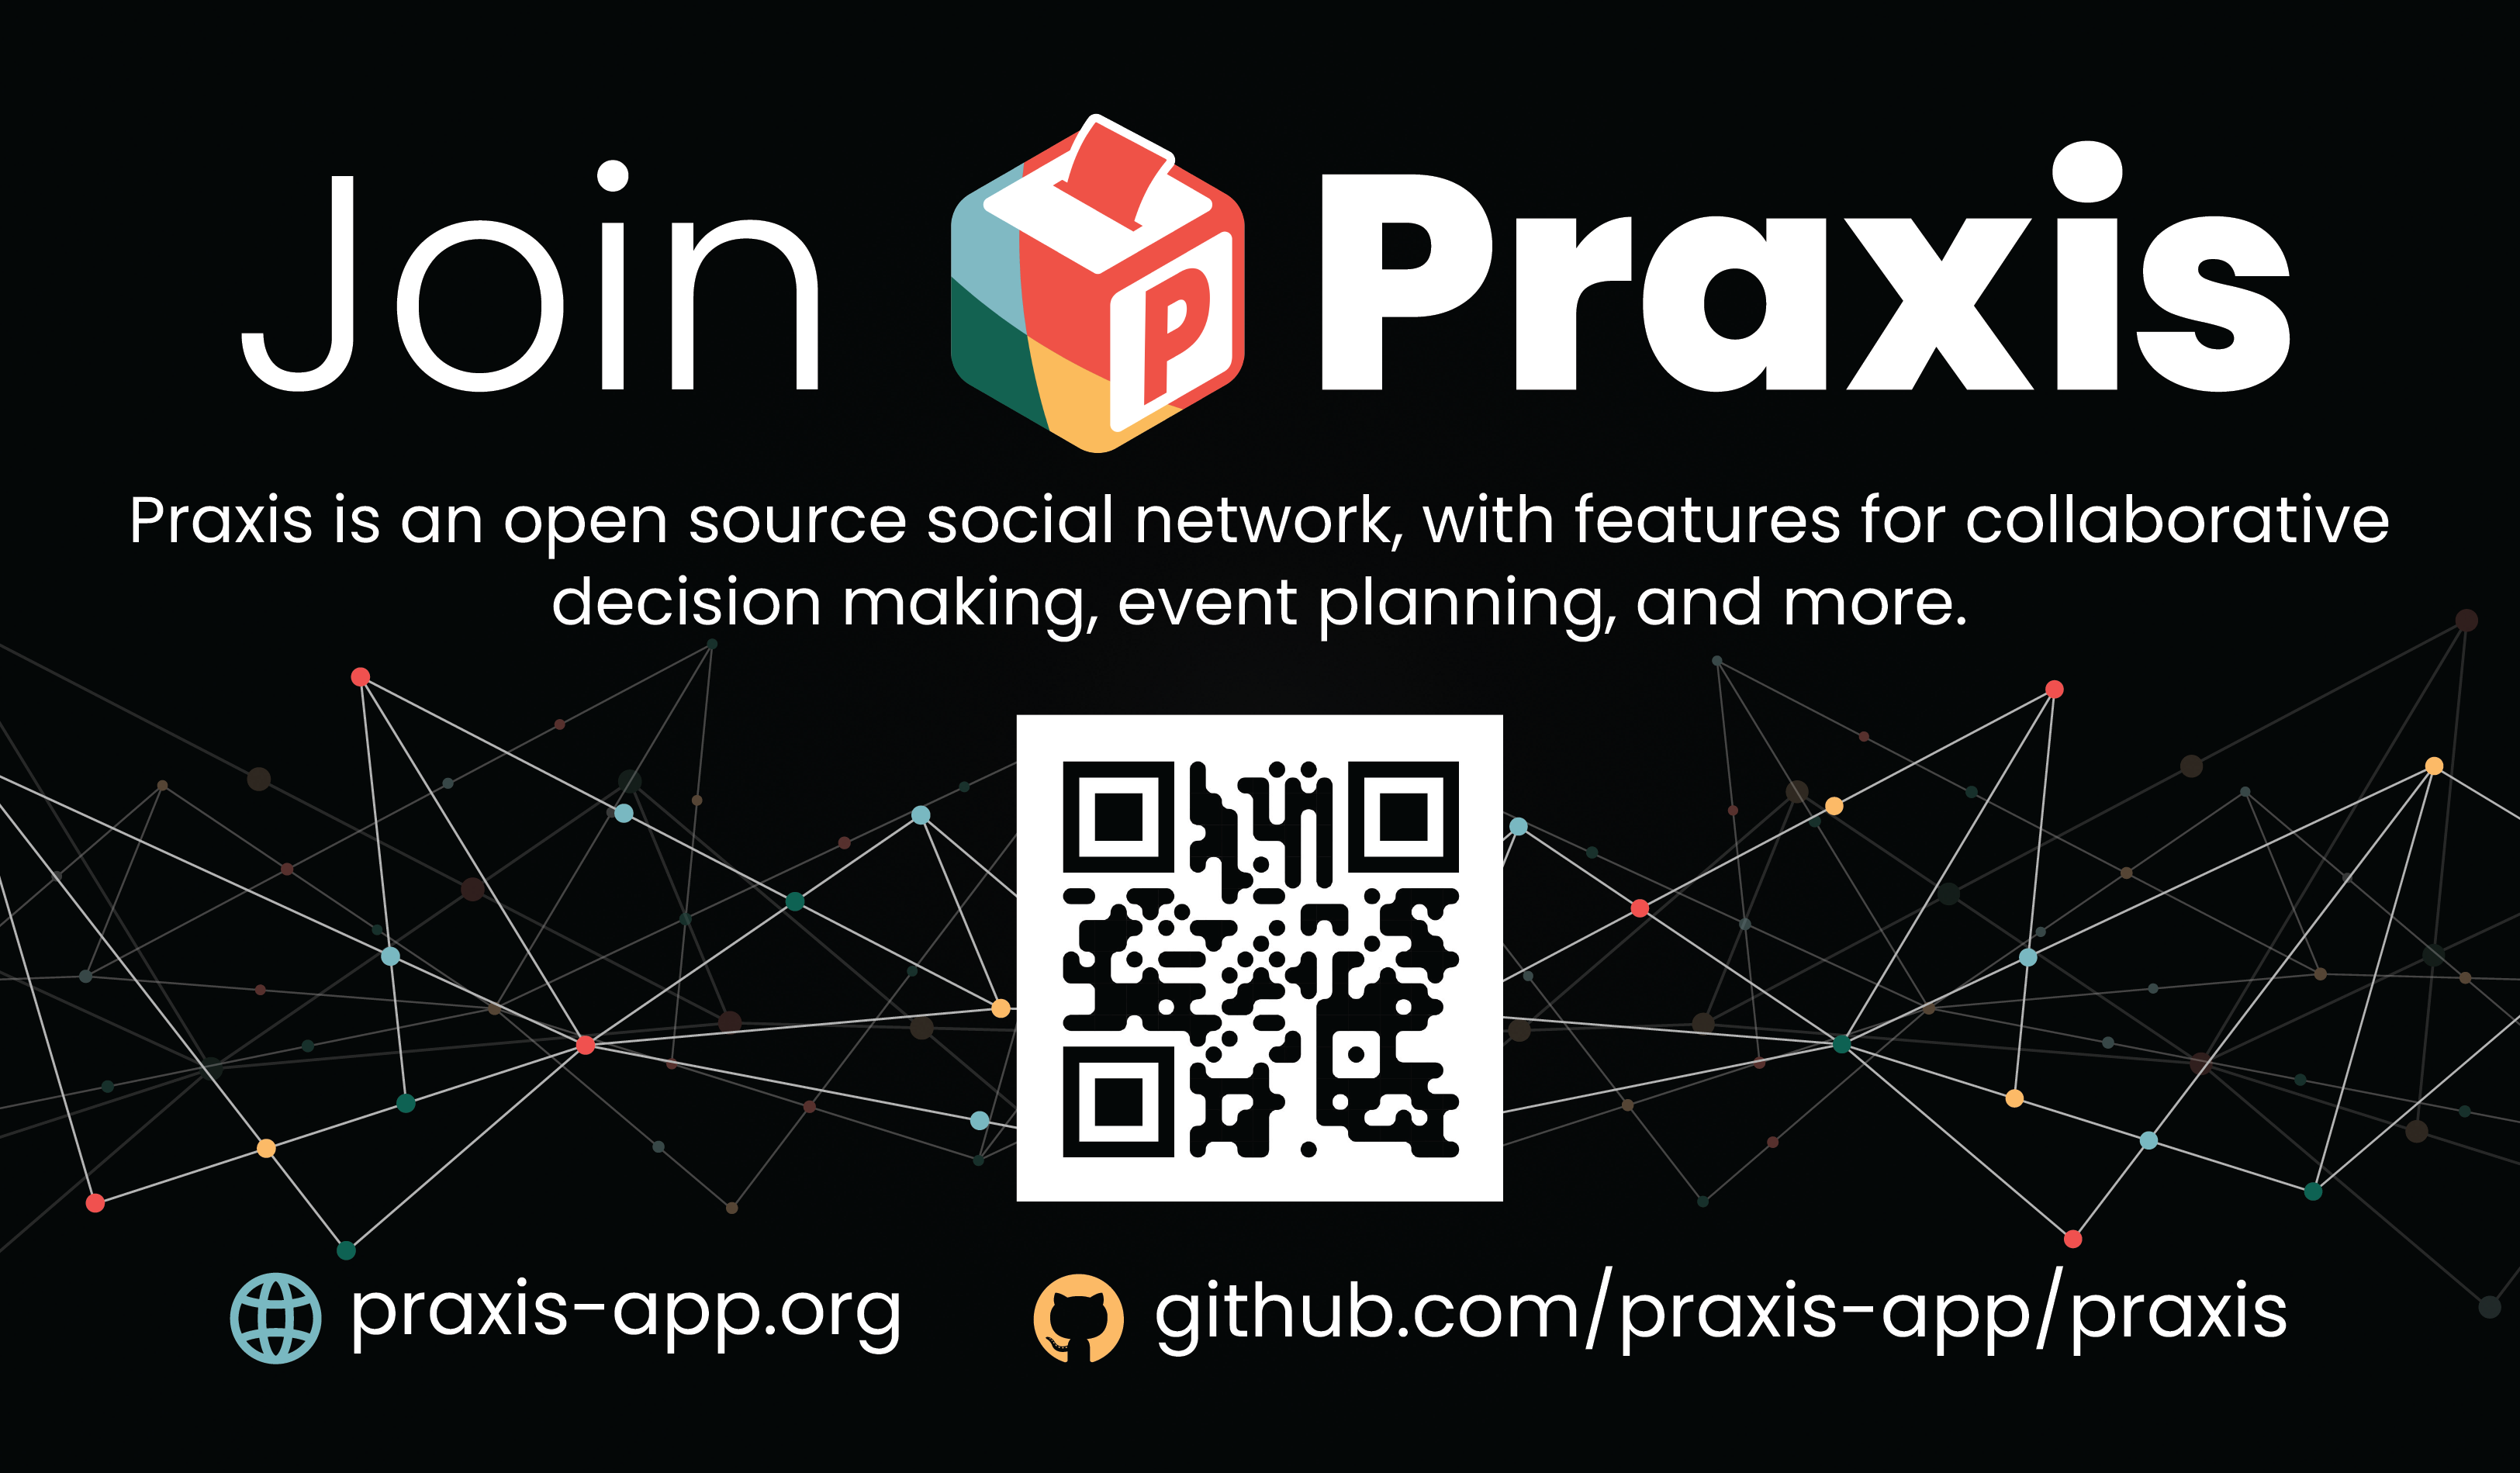 Join Praxis
P
Praxis is an open source social network, with features for collaborative
decision making, event planning, and more.
praxis-app.org
github.com/praxis-app/praxis